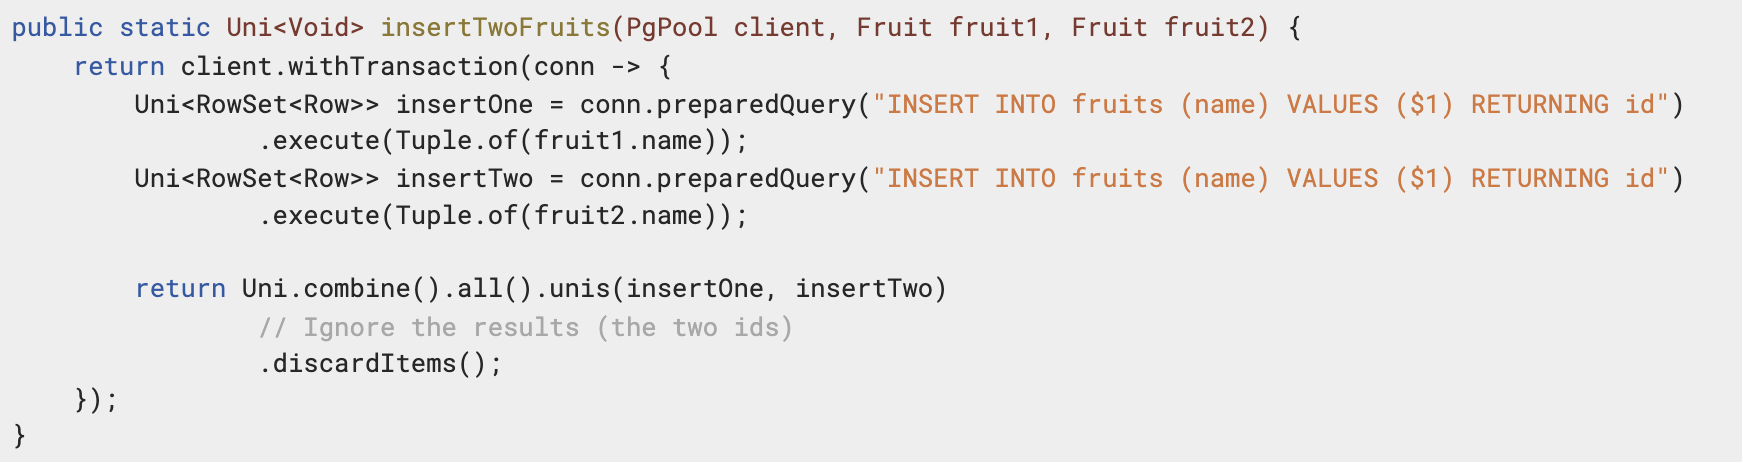 public static Uni<Void> insertTwoFruits(PgPool client, Fruit fruit1, Fruit fruit2) {
    return client.withTransaction(conn -> {
        Uni<RowSet<Row>> insertOne = conn.preparedQuery("INSERT INTO fruits (name) VALUES ($1) RETURNING id")
                .execute(Tuple.of(fruit1.name));
        Uni<RowSet<Row>> insertTwo = conn.preparedQuery("INSERT INTO fruits (name) VALUES ($1) RETURNING id")
                .execute(Tuple.of(fruit2.name));

        return Uni.combine().all().unis(insertOne, insertTwo)
                // Ignore the results (the two ids)
                .discardItems();
    });
}